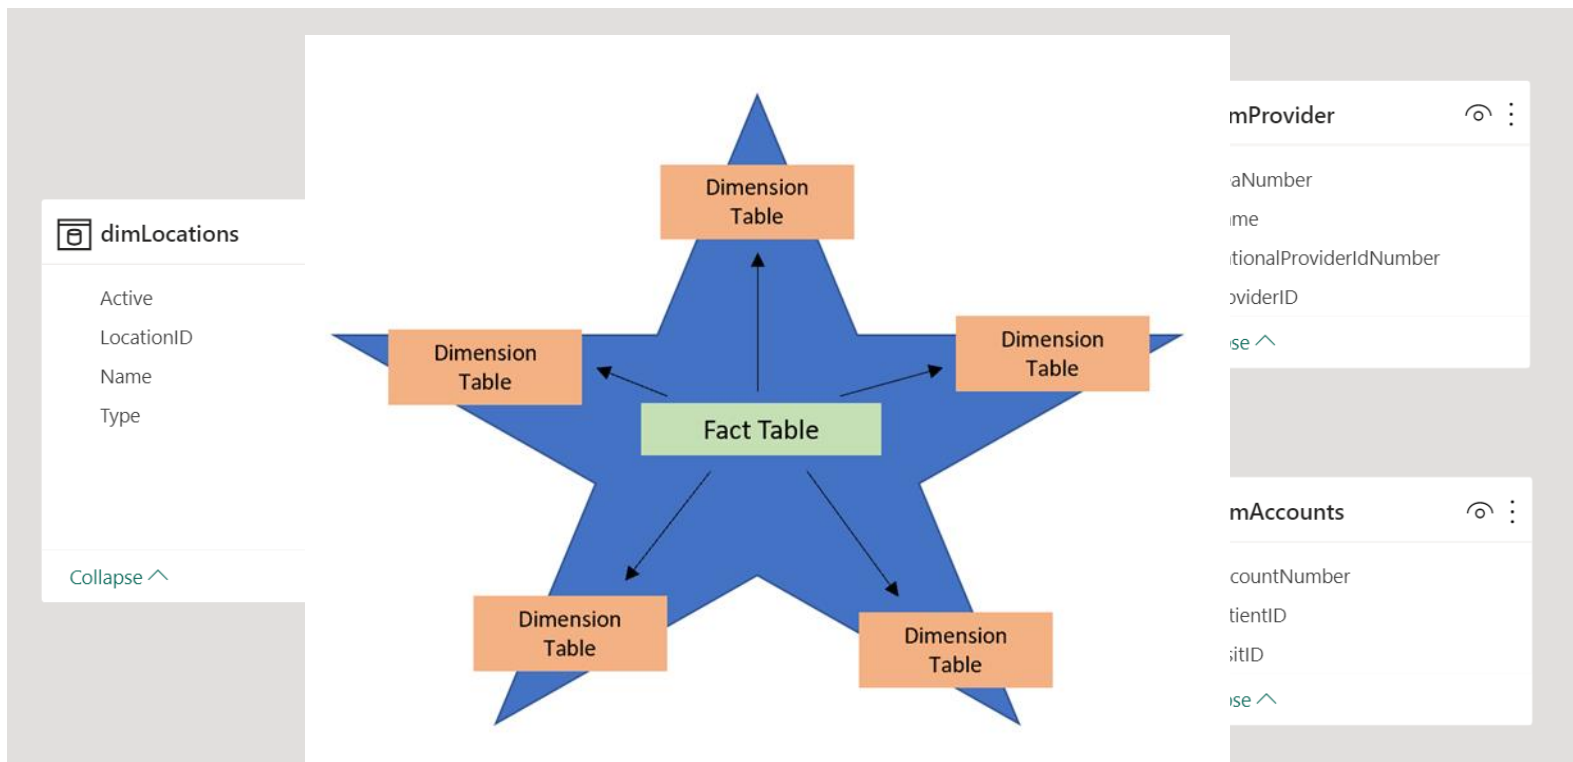 dimLocations
Active
LocationID
Name
Type
Collapse
Dimension
Table
Dimension
Table
Dimension
Table
Fact Table
Dimension
Table
Dimension
Table
mProvider
aNumber
me
tionalProviderIdNumber
oviderID
se
mAccounts
countNumber
tientID
sitID
se